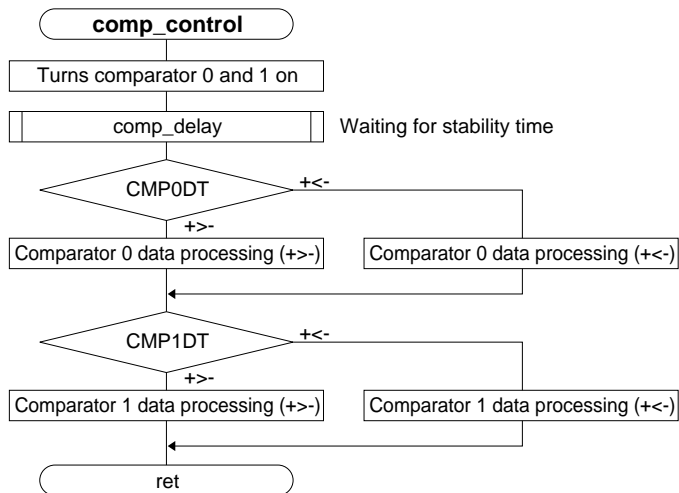 comp_control
Turns comparator 0 and 1 on
comp_delay
Waiting for stability time
CMP0DT
+<-
+>-
Comparator 0 data processing (+>-)
Comparator 0 data processing (+<-)
CMP1DT
+<-
+>-
Comparator 1 data processing (+>-)
Comparator 1 data processing (+<-)
ret